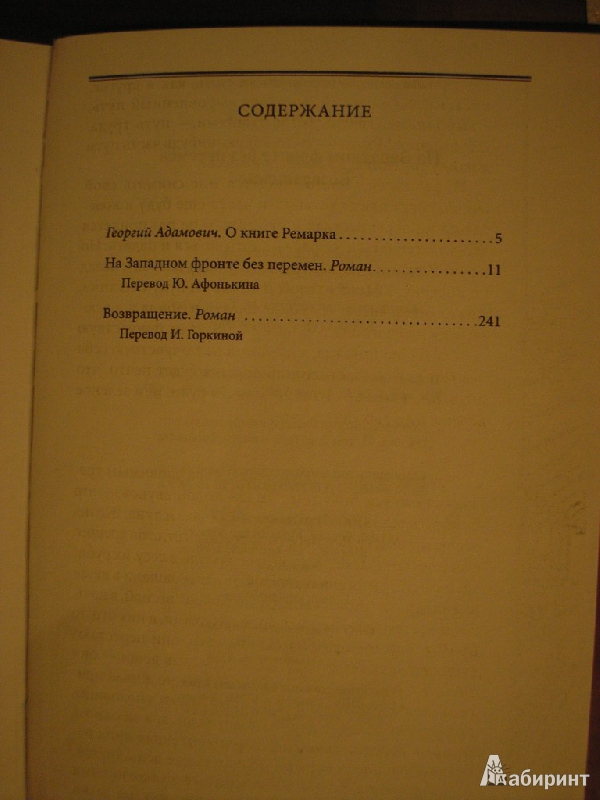 СОДЕРЖАНИЕ
Георгий Адамович. О книге Ремарка . . . . . . . . . . . . . . . . . . . . . . . 5
На Западном фронте без перемен. Роман. . . . . . . . . . . . . . . . . 11
Перевод Ю. Афонькина
Возвращение. Роман . . . . . . . . . . . . . . . . . . . . . . . . . . . . . . . . . . 241
Перевод И. Горкиной
Лабиринт